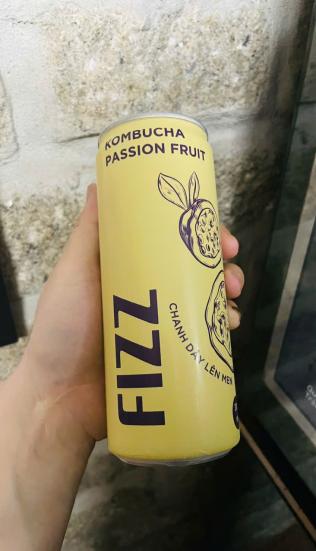 KOMBUCHA
PASSION FRUIT
FIZZ
CHANH DÂY LÊN MEN